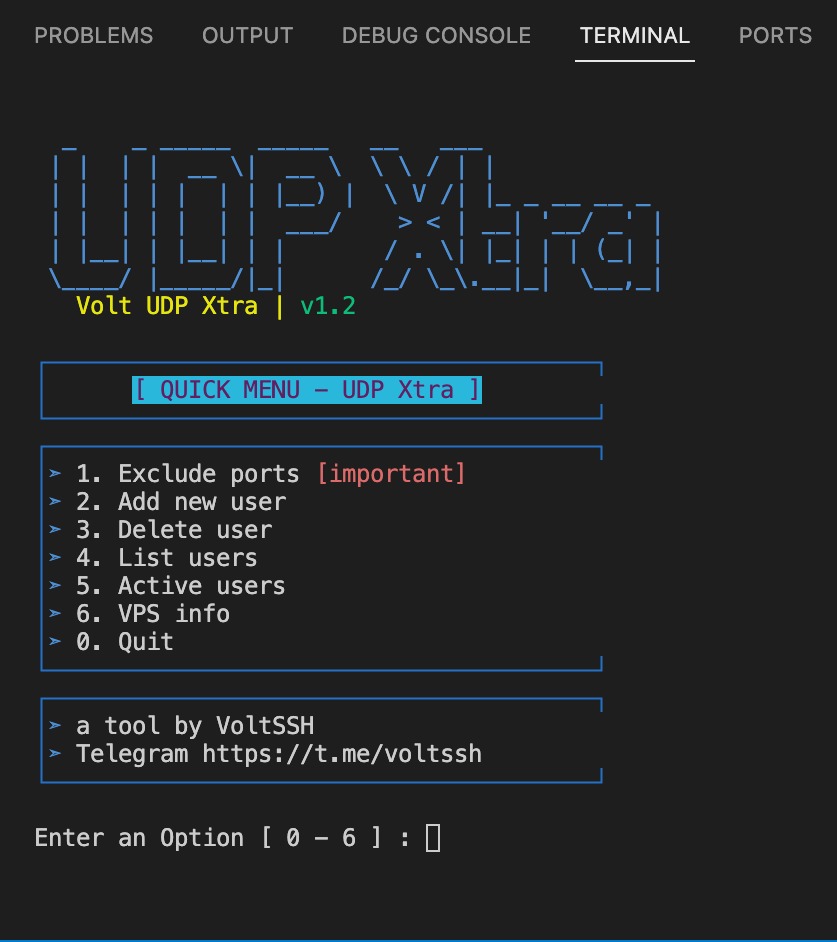 PROBLEMS OUTPUT DEBUG CONSOLE TERMINAL PORTS
UDP Xtra
Volt UDP Xtra | v1.2
[ QUICK MENU - UDP Xtra ]
➣ 1. Exclude ports [important]
➣ 2. Add new user
➣ 3. Delete user
➣ 4. List users
➣ 5. Active users
➣ 6. VPS info
➣ 0. Quit
➣ a tool by VoltSSH
➣ Telegram https://t.me/voltssh
Enter an Option [ 0 - 6 ] :